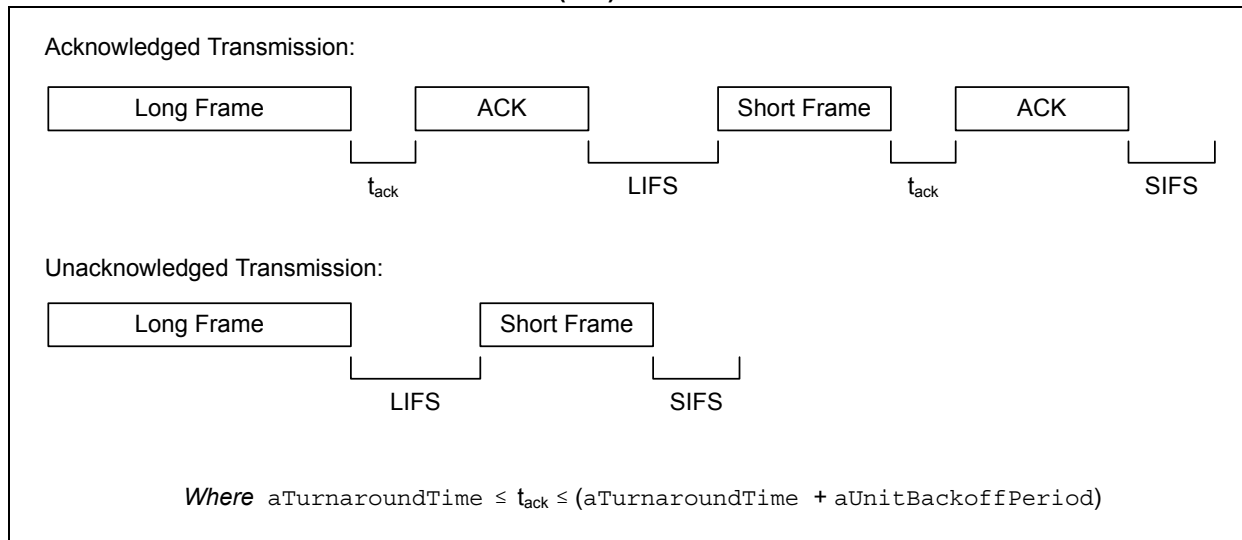 Acknowledged Transmission:
Long Frame ACK Short Frame ACK
tack LIFS tack SIFS
Unacknowledged Transmission:
Long Frame Short Frame
LIFS SIFS
Where aTurnaroundTime ≤ tack ≤ (aTurnaroundTime + aUnitBackoffPeriod)